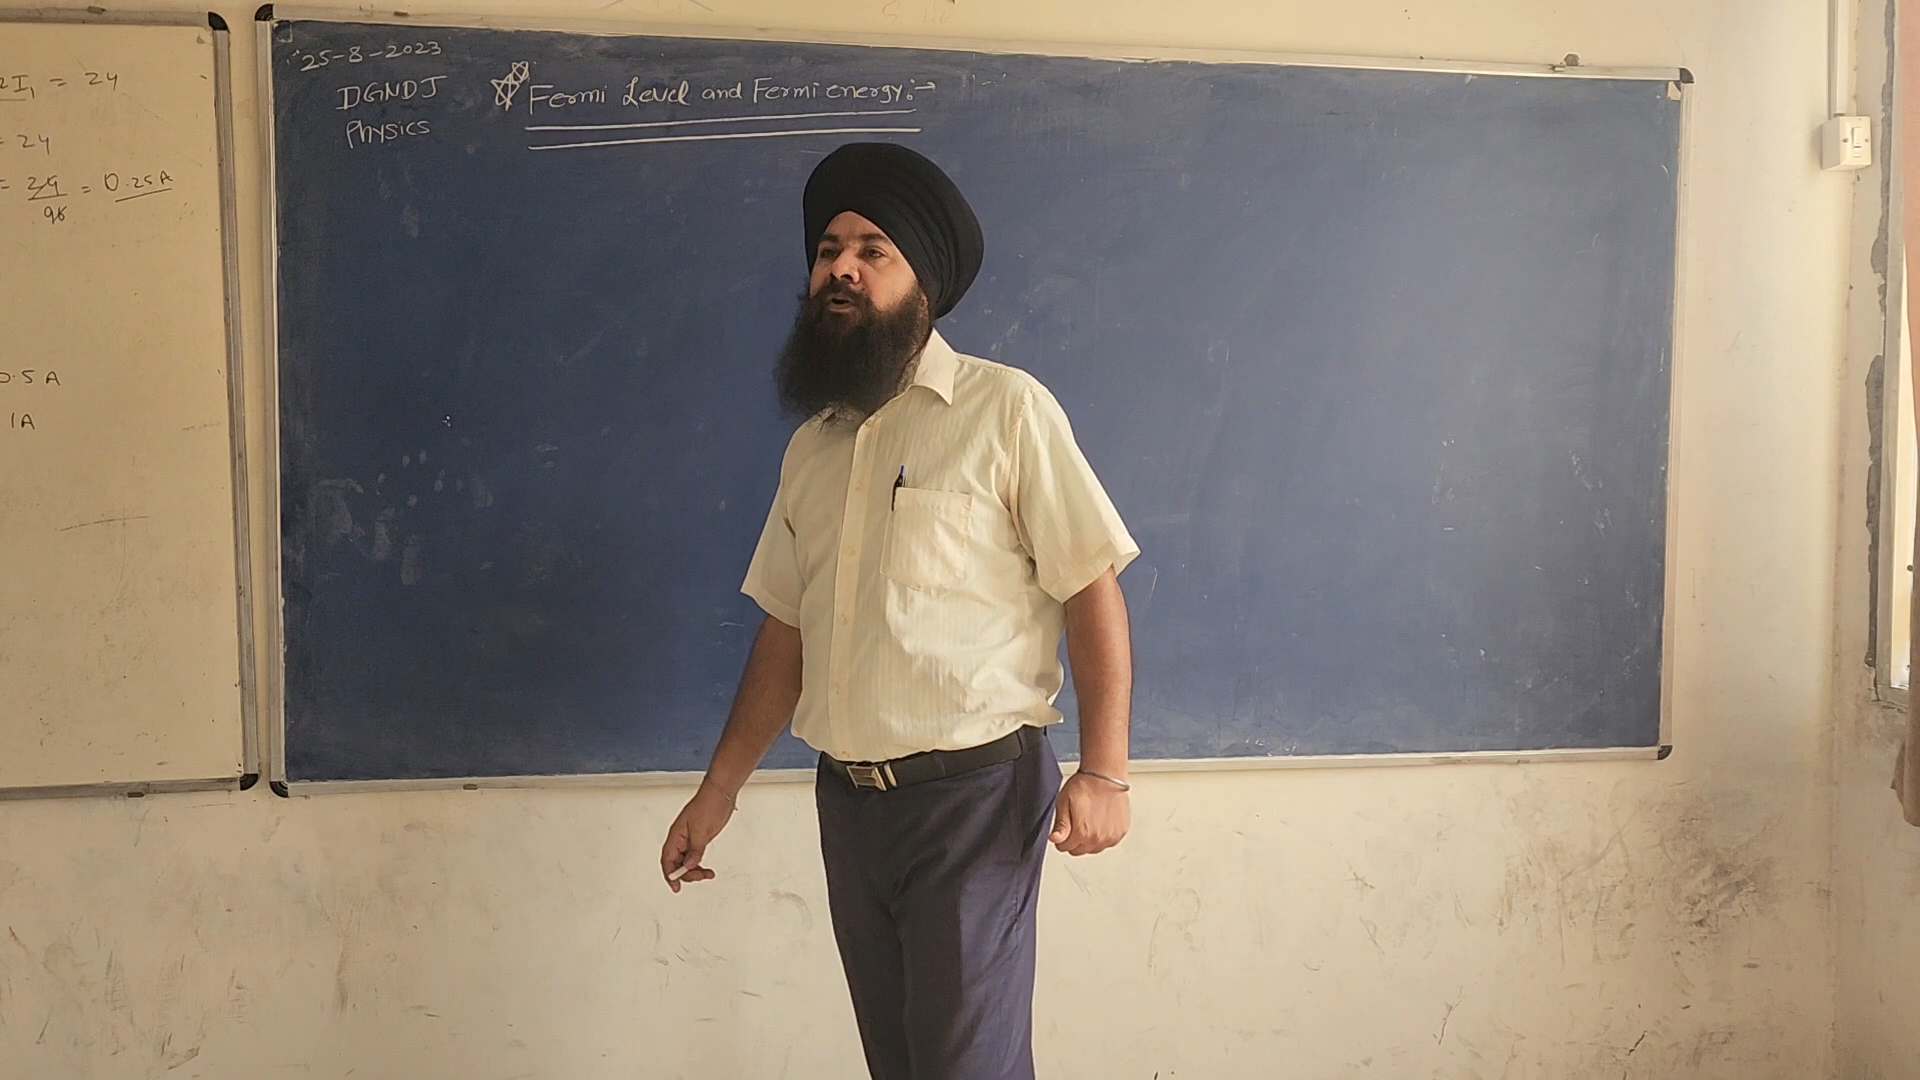 2I₁ = 24
= 24
= 24/96 = 0.25A
0.5 A
1A
25-8-2023
DGNDJ
Physics
Fermi Level and Fermi energy:→